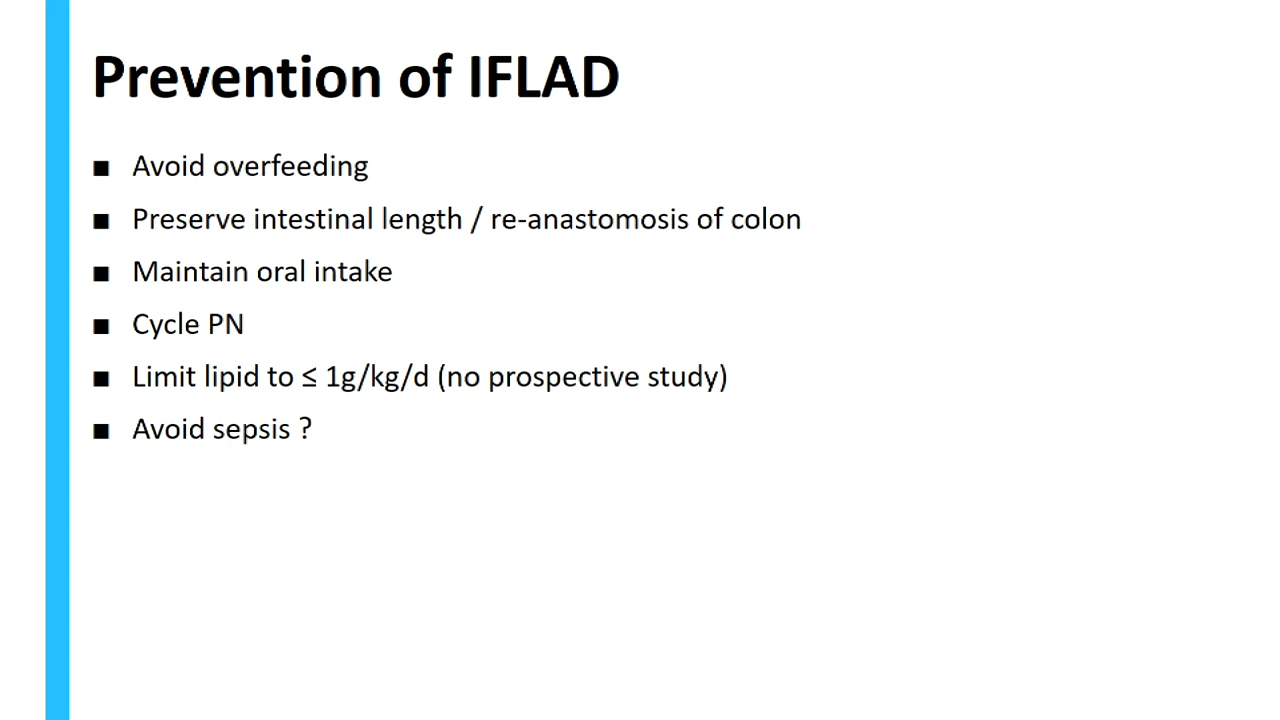 Prevention of IFLAD
▪ Avoid overfeeding
▪ Preserve intestinal length / re-anastomosis of colon
▪ Maintain oral intake
▪ Cycle PN
▪ Limit lipid to ≤ 1g/kg/d (no prospective study)
▪ Avoid sepsis ?